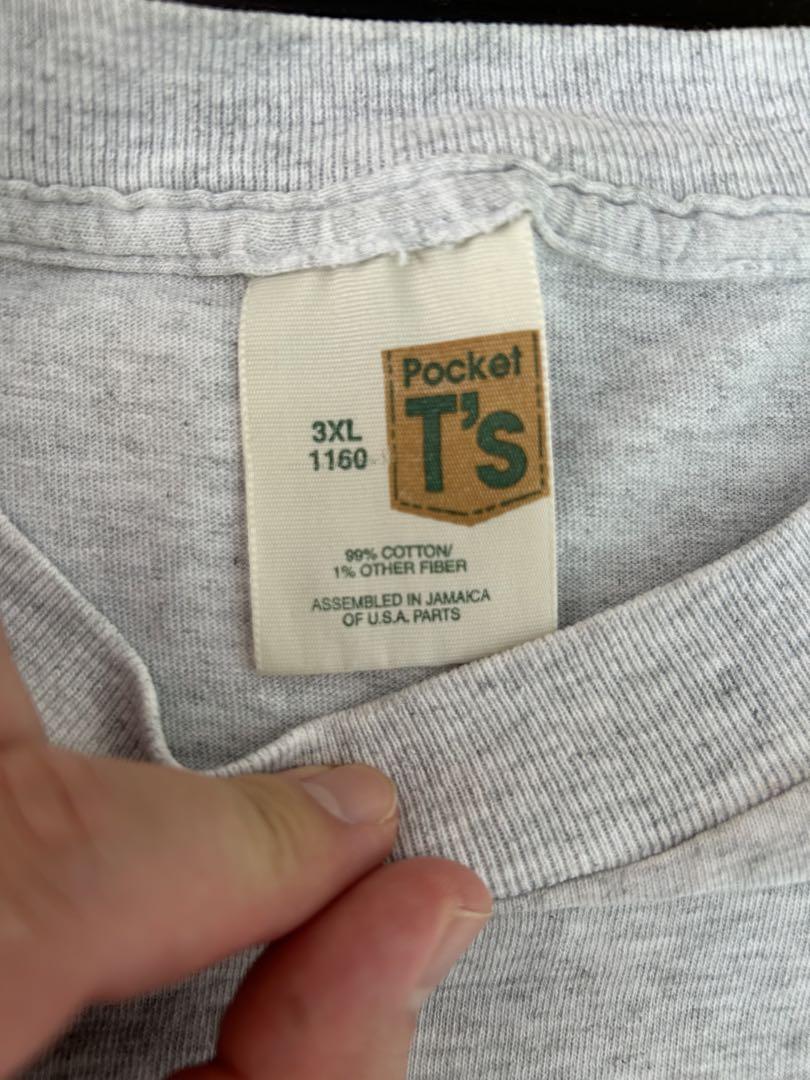 Pocket
T's
3XL
1160
99% COTTON/
1% OTHER FIBER
ASSEMBLED IN JAMAICA
OF U.S.A. PARTS